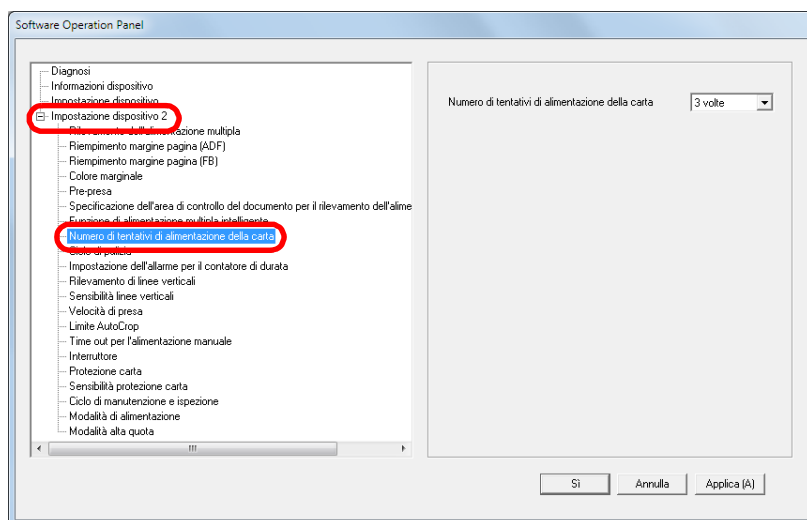 Software Operation Panel
Diagnosi
Informazioni dispositivo
Impostazione dispositivo
Impostazione dispositivo 2
Rilevamento dell'alimentazione multipla
Riempimento margine pagina (ADF)
Riempimento margine pagina (FB)
Colore marginale
Pre-presa
Specificazione dell'area di controllo del documento per il rilevamento dell'alime
Funzione di alimentazione multipla intelligente
Numero di tentativi di alimentazione della carta
Ciclo di pulizia
Impostazione dell'allarme per il contatore di durata
Rilevamento di linee verticali
Sensibilità linee verticali
Velocità di presa
Limite AutoCrop
Time out per l'alimentazione manuale
Interruttore
Protezione carta
Sensibilità protezione carta
Ciclo di manutenzione e ispezione
Modalità di alimentazione
Modalità alta quota
Numero di tentativi di alimentazione della carta 3 volte
Sì Annulla Applica (A)